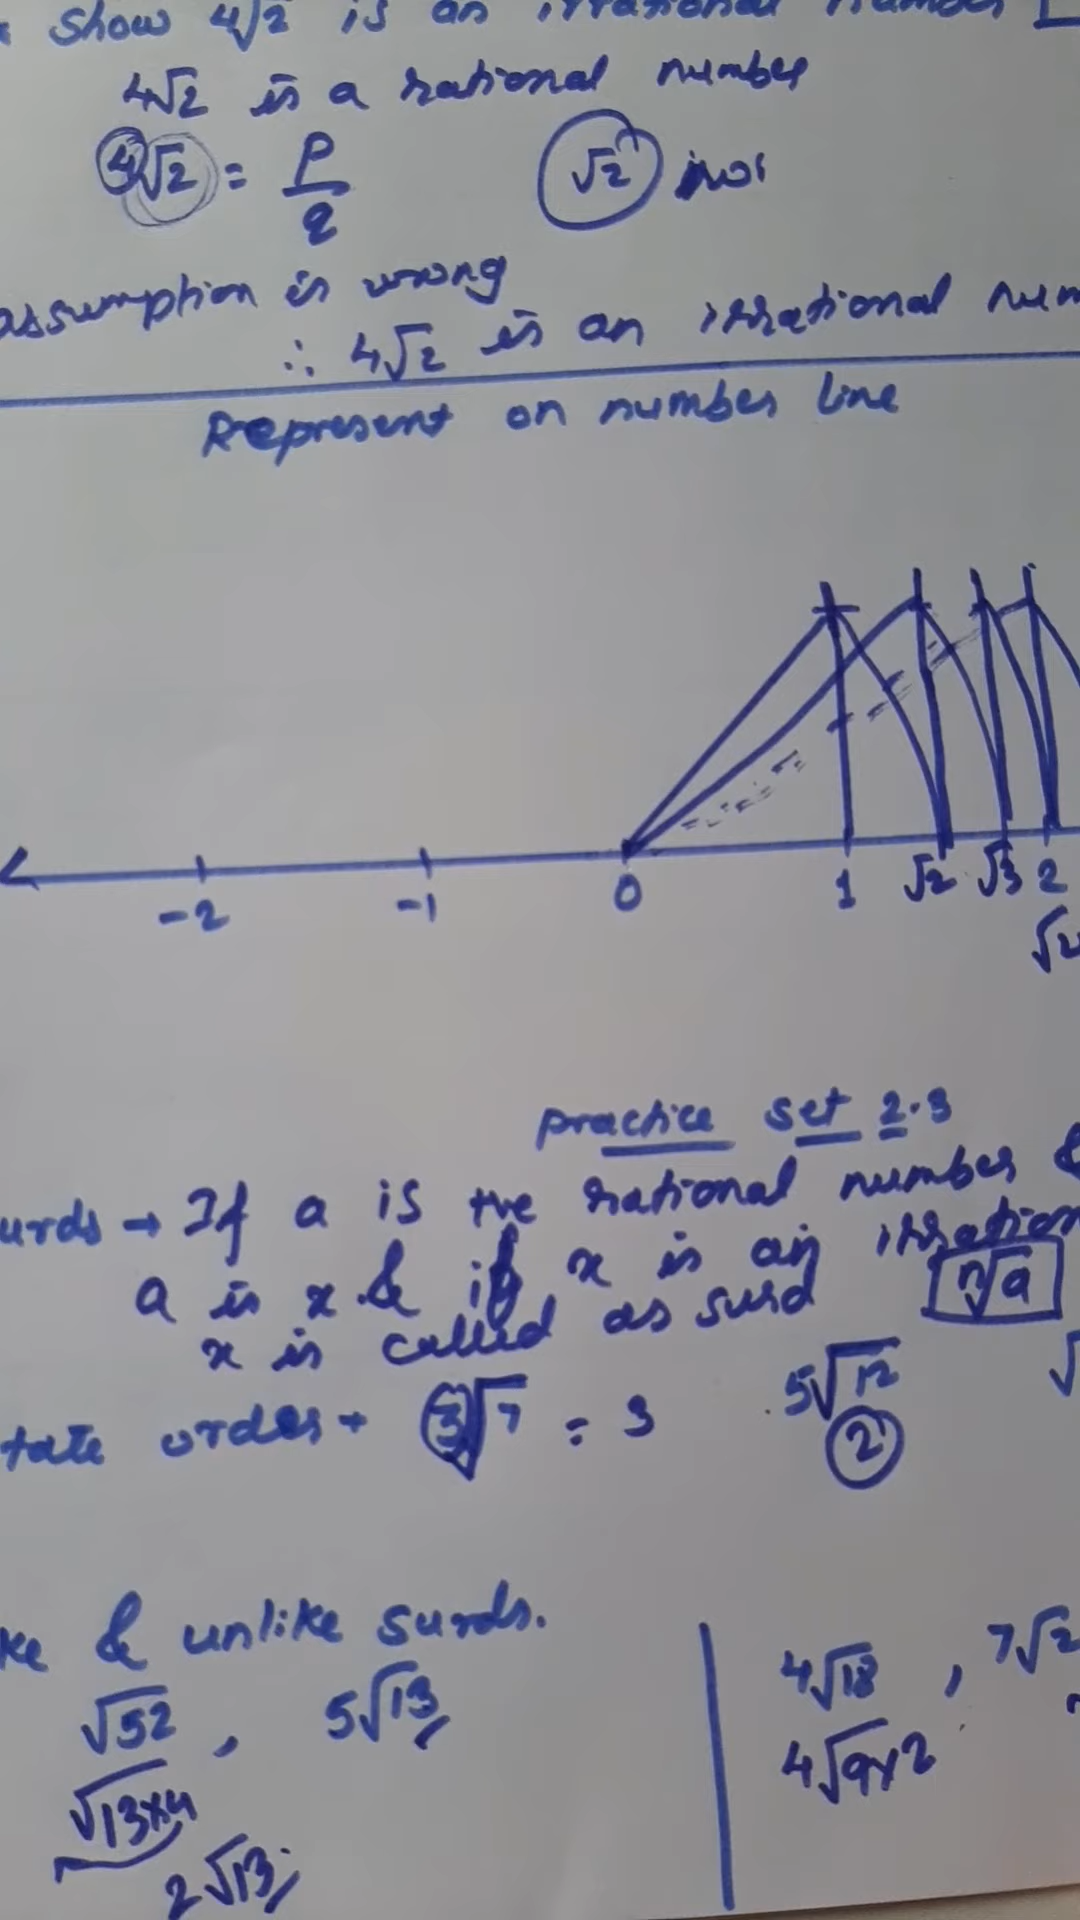 show 4√2 is an irrational number
4√2 is a rational number
4√2 = p/q √2 not
assumption is wrong
∴ 4√2 is an irrational num
Represent on number line
-2 -1 0 1 √2 √3 2
Practice set 2.3
urds → If a is +ve rational number &
a is x & if x is an irration
x is called as surd ⁿ√a
tate order → ³√7 = 3 5√12
2
ke & unlike surds.
√52 , 5√13 4√18 , 7√2
√13×4 4√9×2
2√13